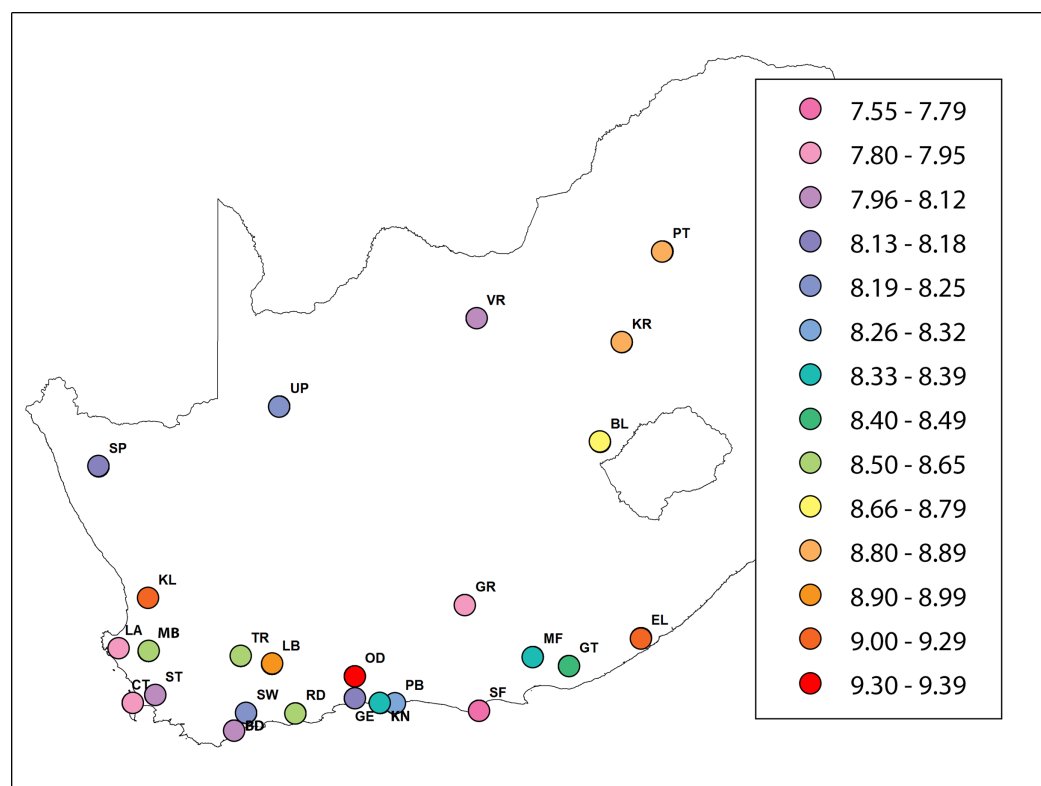 7.55 - 7.79
7.80 - 7.95
7.96 - 8.12
8.13 - 8.18
8.19 - 8.25
8.26 - 8.32
8.33 - 8.39
8.40 - 8.49
8.50 - 8.65
8.66 - 8.79
8.80 - 8.89
8.90 - 8.99
9.00 - 9.29
9.30 - 9.39
PT
VR
KR
UP
BL
SP
KL
GR
EL
LA
MB
TR
LB
MF
GT
OD
CT
ST
SW
RD
PB
SF
GE
KN
BD